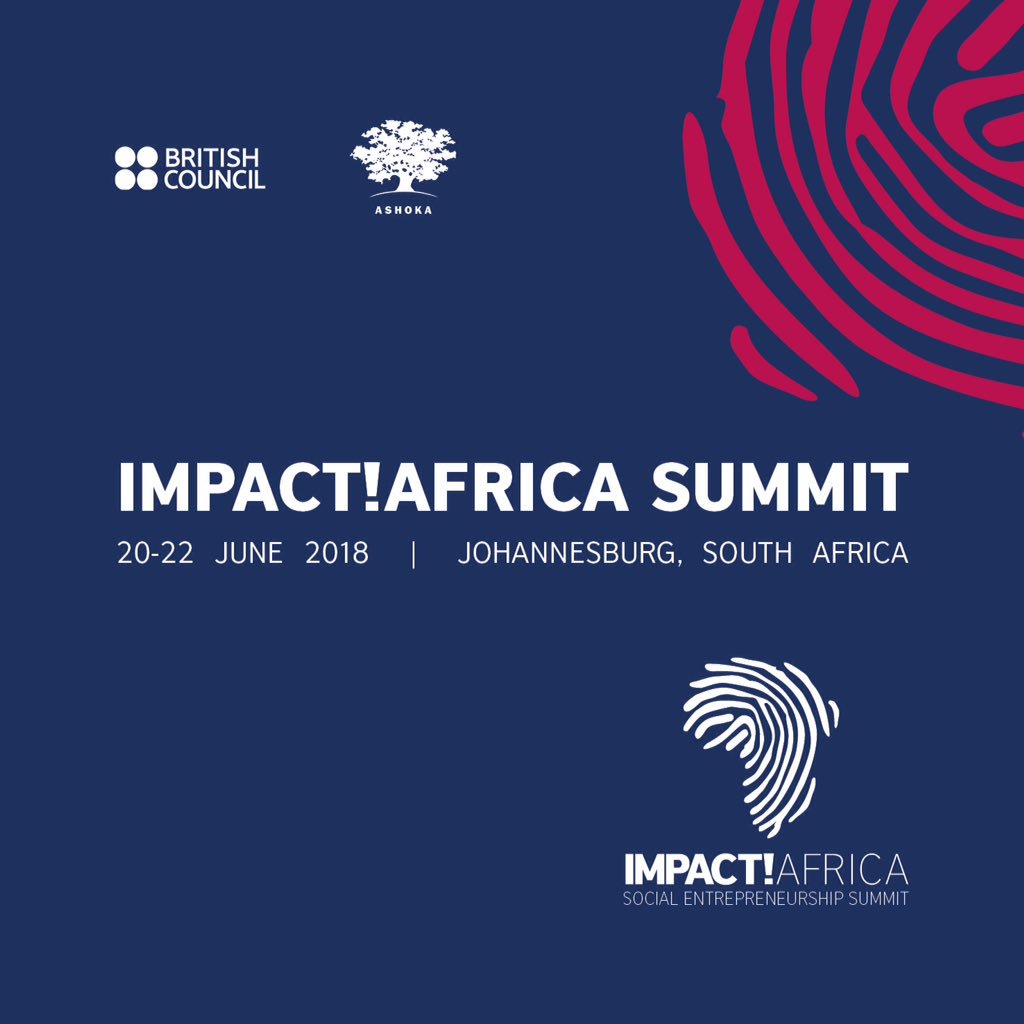 BRITISH
COUNCIL
ASHOKA
IMPACT!AFRICA SUMMIT
20-22 JUNE 2018 | JOHANNESBURG, SOUTH AFRICA
IMPACT!AFRICA
SOCIAL ENTREPRENEURSHIP SUMMIT